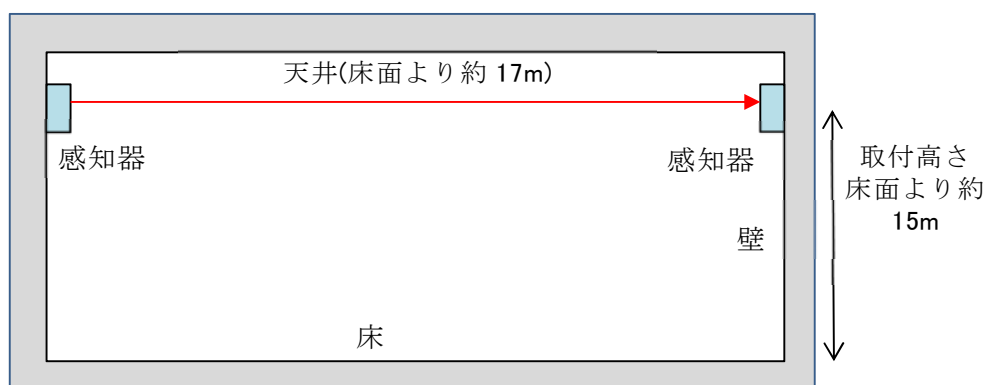 天井(床面より約 17m)
感知器
感知器
取付高さ
床面より約
15m
壁
床